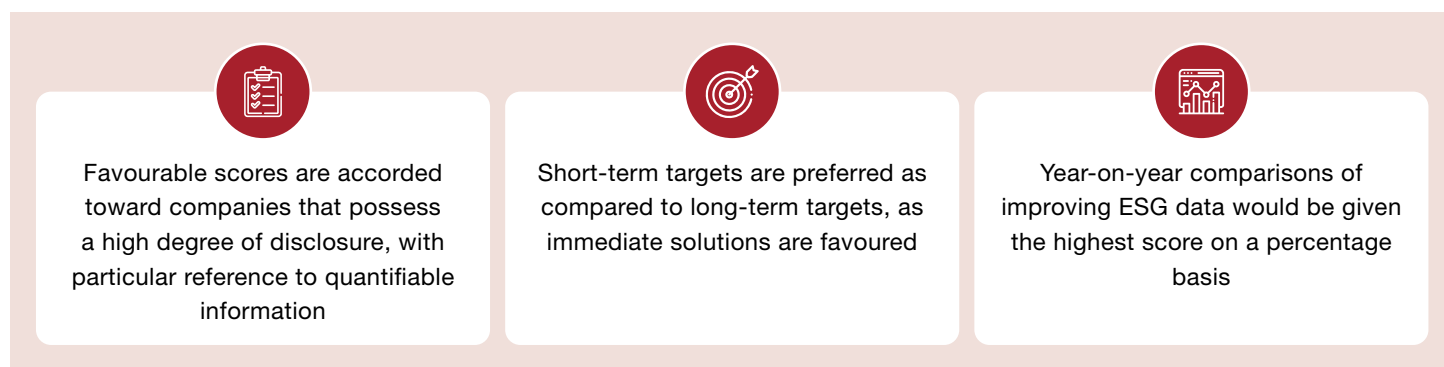 Favourable scores are accorded
toward companies that possess
a high degree of disclosure, with
particular reference to quantifiable
information
Short-term targets are preferred as
compared to long-term targets, as
immediate solutions are favoured
Year-on-year comparisons of
improving ESG data would be given
the highest score on a percentage
basis